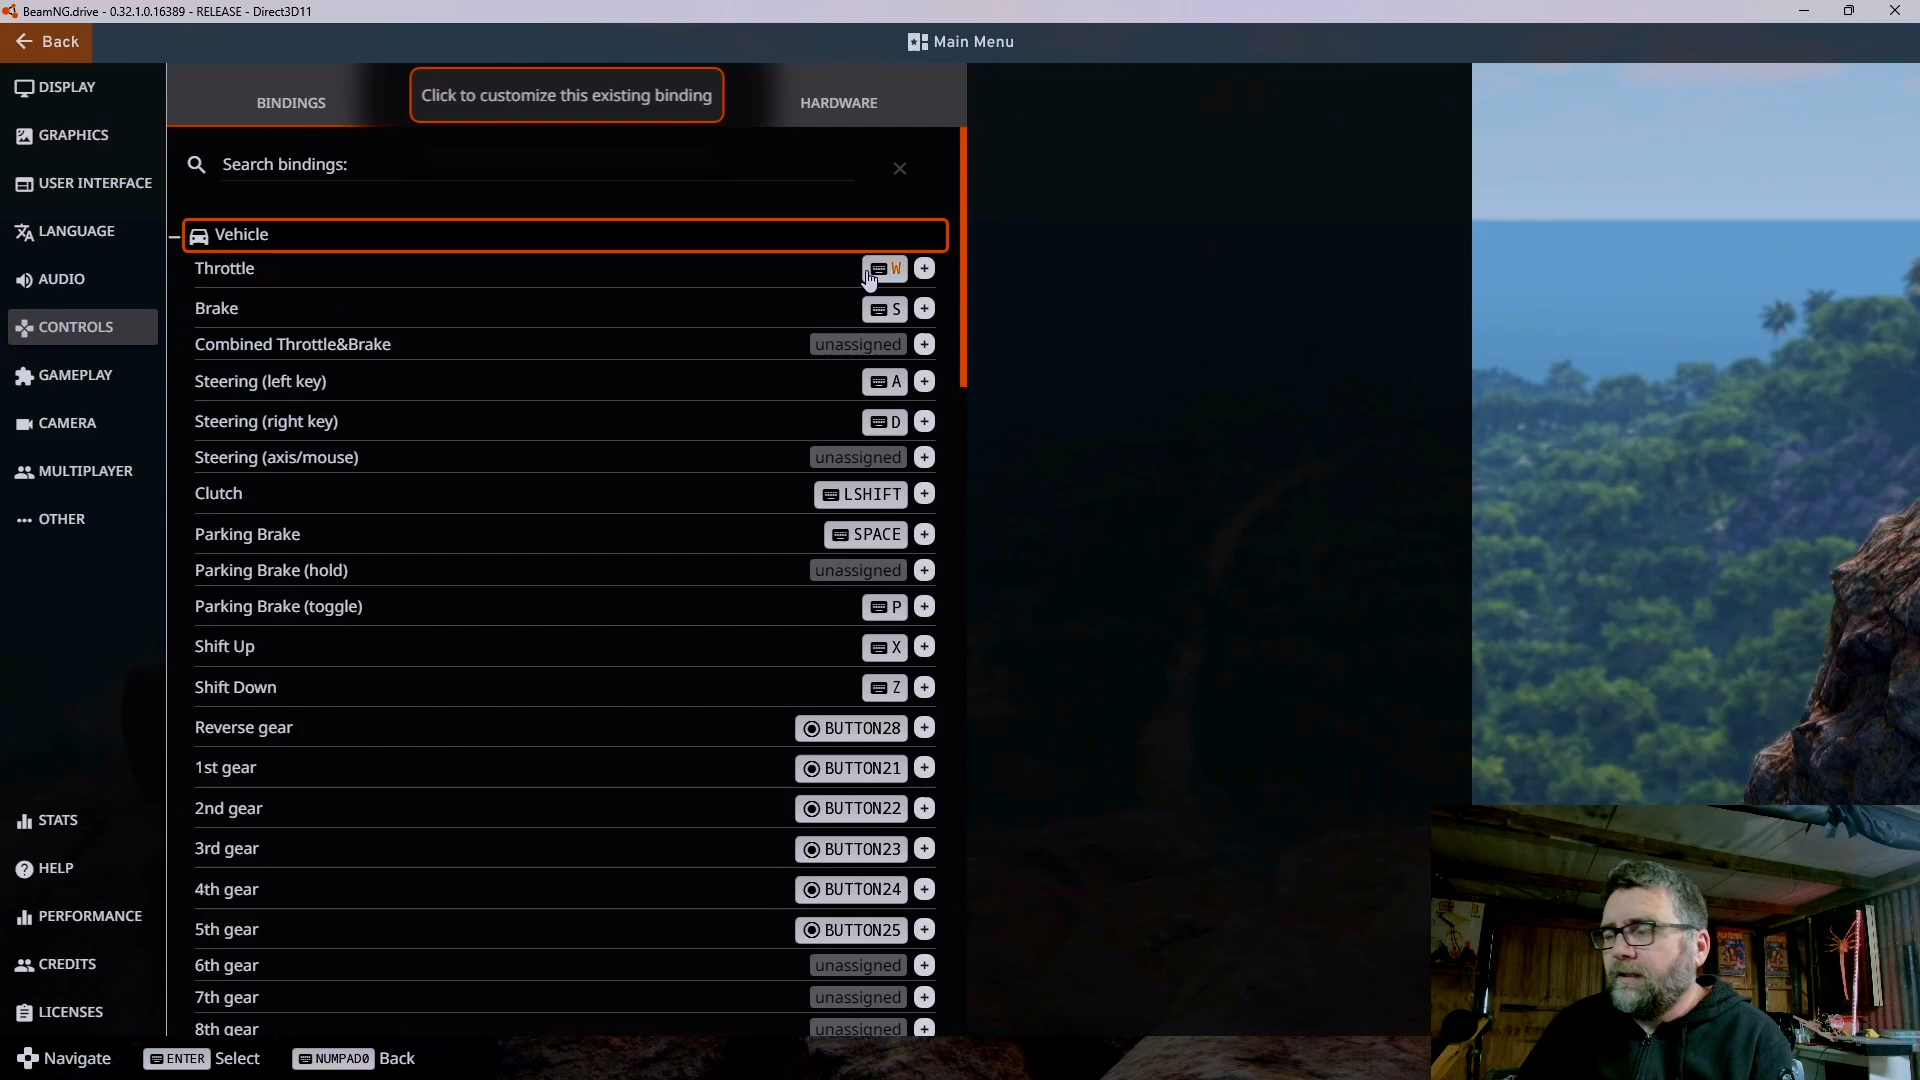 BeamNG.drive - 0.32.1.0.16389 - RELEASE - Direct3D11
Back
Main Menu
DISPLAY
GRAPHICS
USER INTERFACE
LANGUAGE
AUDIO
CONTROLS
GAMEPLAY
CAMERA
MULTIPLAYER
OTHER
STATS
HELP
PERFORMANCE
CREDITS
LICENSES
BINDINGS
Click to customize this existing binding
HARDWARE
Search bindings:
Vehicle
Throttle W
Brake S
Combined Throttle&Brake unassigned
Steering (left key) A
Steering (right key) D
Steering (axis/mouse) unassigned
Clutch LSHIFT
Parking Brake SPACE
Parking Brake (hold) unassigned
Parking Brake (toggle) P
Shift Up X
Shift Down Z
Reverse gear BUTTON28
1st gear BUTTON21
2nd gear BUTTON22
3rd gear BUTTON23
4th gear BUTTON24
5th gear BUTTON25
6th gear unassigned
7th gear unassigned
8th gear unassigned
Navigate ENTER Select NUMPAD0 Back